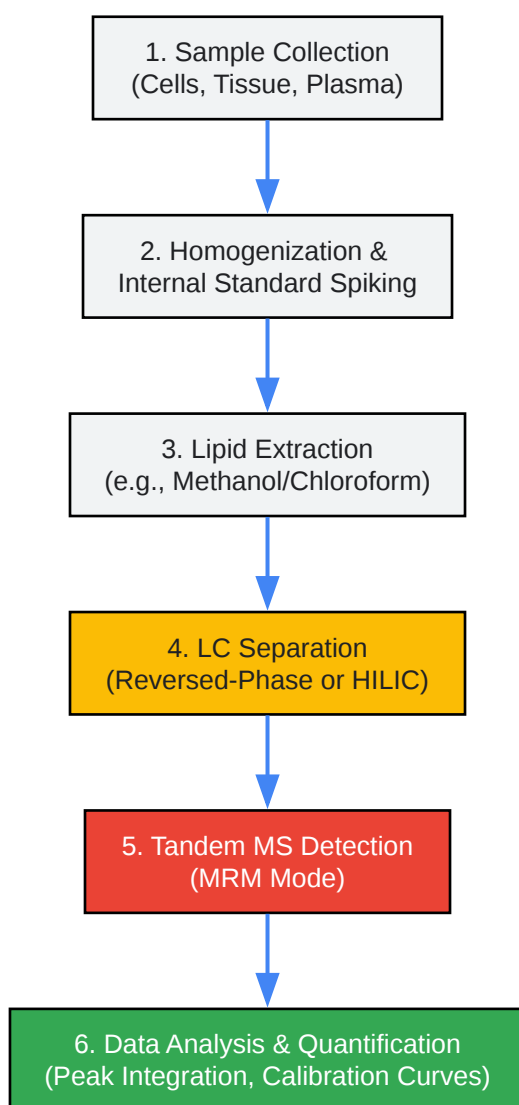 1. Sample Collection
(Cells, Tissue, Plasma)
2. Homogenization &
Internal Standard Spiking
3. Lipid Extraction
(e.g., Methanol/Chloroform)
4. LC Separation
(Reversed-Phase or HILIC)
5. Tandem MS Detection
(MRM Mode)
6. Data Analysis & Quantification
(Peak Integration, Calibration Curves)